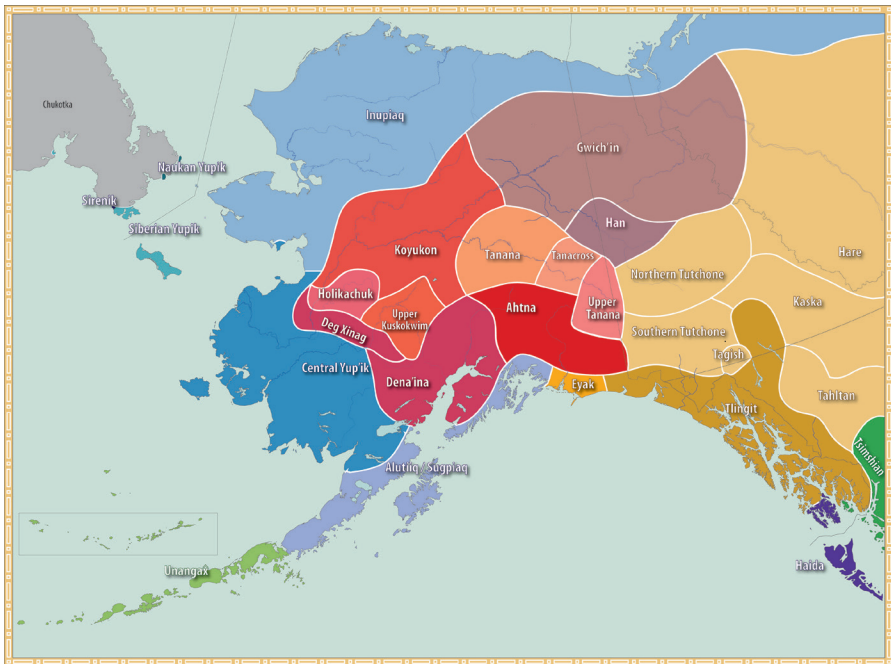 Chukotka
Inupiaq
Gwich'in
Naukan Yupik
Sirenik
Siberian Yupik
Han
Koyukon
Tanana
Tanacross
Hare
Northern Tutchone
Holikachuk
Upper
Kuskokwim
Ahtna
Upper
Tanana
Kaska
Deg Xinag
Southern Tutchone
Tagish
Central Yup'ik
Dena'ina
Eyak
Tahltan
Tlingit
Tsimshian
Alutiiq / Sugpiaq
Haida
Unangax̂